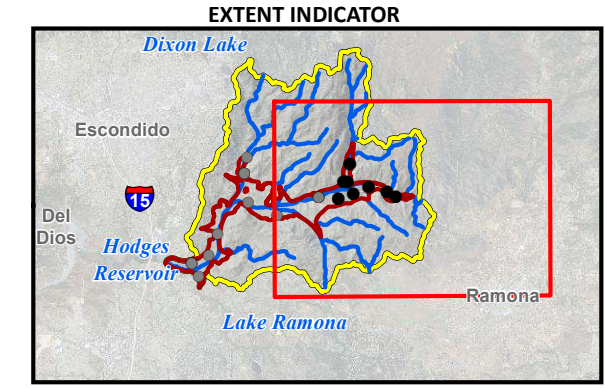 EXTENT INDICATOR
Dixon Lake
Escondido
15
Del
Dios
Hodges
Reservoir
Ramona
Lake Ramona